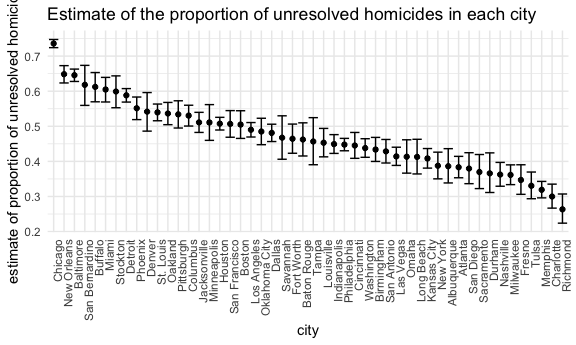 Estimate of the proportion of unresolved homicides in each city
estimate of proportion of unresolved
0.7
0.6
0.5
0.4
0.3
0.2
Chicago
New Orleans
Baltimore
San Bernardino
Buffalo
Miami
Stockton
Detroit
Phoenix
Denver
St. Louis
Oakland
Pittsburgh
Columbus
Jacksonville
Minneapolis
Houston
San Francisco
Boston
Los Angeles
Oklahoma City
Dallas
Savannah
Fort Worth
Baton Rouge
Tampa
Louisville
Indianapolis
Philadelphia
Cincinnati
Washington
Birmingham
San Antonio
Las Vegas
Omaha
Long Beach
Kansas City
New York
Albuquerque
Atlanta
San Diego
Sacramento
Durham
Nashville
Milwaukee
Fresno
Tulsa
Memphis
Charlotte
Richmond
city